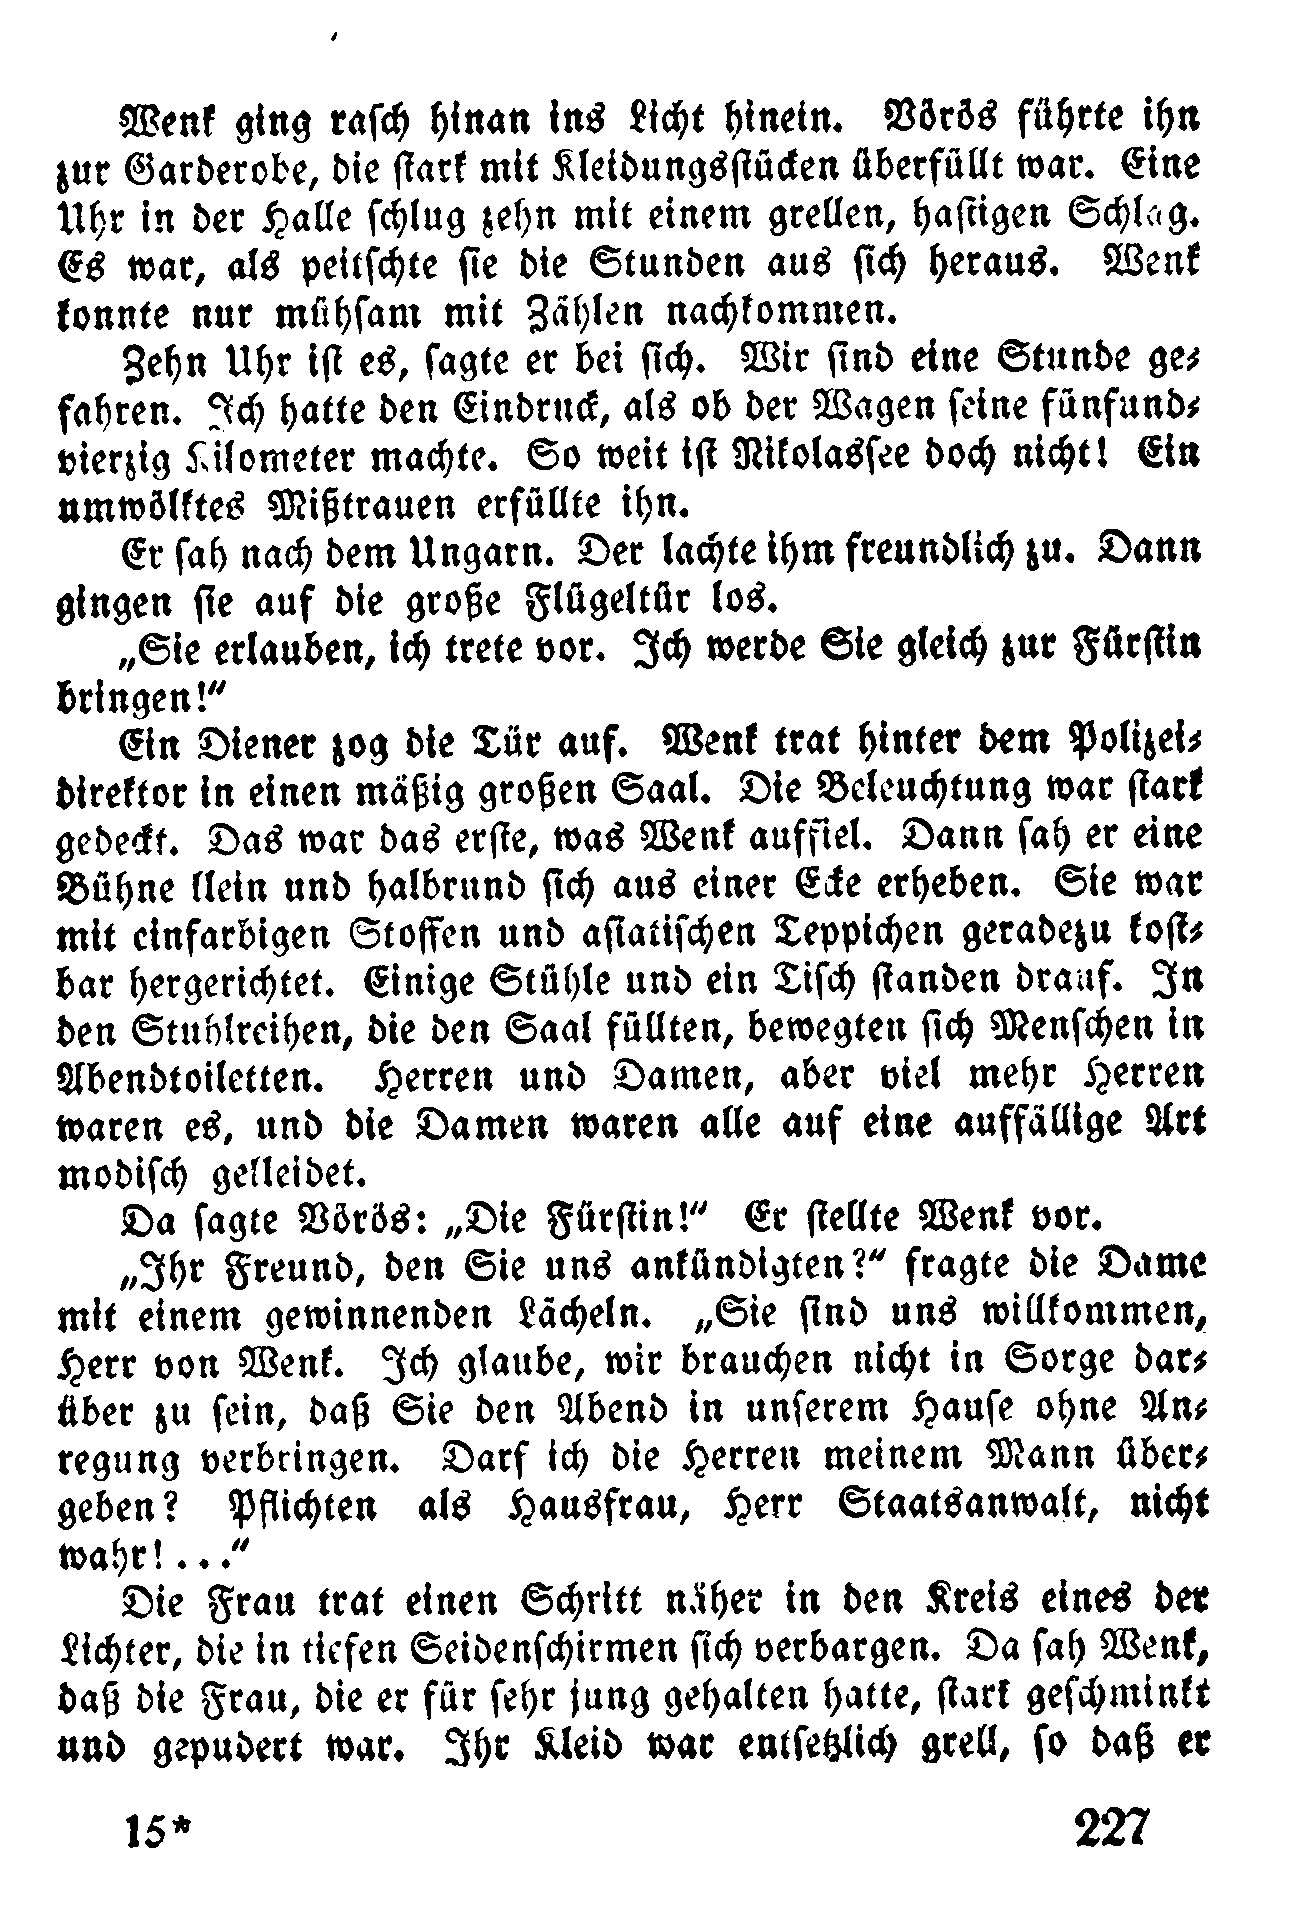 Wenk ging rasch hinan ins Licht hinein. Vörös führte ihn
zur Garderobe, die stark mit Kleidungsstücken überfüllt war. Eine
Uhr in der Halle schlug zehn mit einem grellen, hastigen Schlag.
Es war, als peitschte sie die Stunden aus sich heraus. Wenk
konnte nur mühsam mit Zählen nachkommen.
Zehn Uhr ist es, sagte er bei sich. Wir sind eine Stunde ge-
fahren. Ich hatte den Eindruck, als ob der Wagen seine fünfund-
vierzig Kilometer machte. So weit ist Nikolassee doch nicht! Ein
umwölktes Mißtrauen erfüllte ihn.
Er sah nach dem Ungarn. Der lachte ihm freundlich zu. Dann
gingen sie auf die große Flügeltür los.
„Sie erlauben, ich trete vor. Ich werde Sie gleich zur Fürstin
bringen!“
Ein Diener zog die Tür auf. Wenk trat hinter dem Polizei-
direktor in einen mäßig großen Saal. Die Beleuchtung war stark
gedeckt. Das war das erste, was Wenk auffiel. Dann sah er eine
Bühne klein und halbrund sich aus einer Ecke erheben. Sie war
mit einfarbigen Stoffen und asiatischen Teppichen geradezu kost-
bar hergerichtet. Einige Stühle und ein Tisch standen drauf. In
den Stuhlreihen, die den Saal füllten, bewegten sich Menschen in
Abendtoiletten. Herren und Damen, aber viel mehr Herren
waren es, und die Damen waren alle auf eine auffällige Art
modisch gekleidet.
Da sagte Vörös: „Die Fürstin!“ Er stellte Wenk vor.
„Ihr Freund, den Sie uns ankündigten?“ fragte die Dame
mit einem gewinnenden Lächeln. „Sie sind uns willkommen,
Herr von Wenk. Ich glaube, wir brauchen nicht in Sorge dar-
über zu sein, daß Sie den Abend in unserem Hause ohne An-
regung verbringen. Darf ich die Herren meinem Mann über-
geben? Pflichten als Hausfrau, Herr Staatsanwalt, nicht
wahr! . . .“
Die Frau trat einen Schritt näher in den Kreis eines der
Lichter, die in tiefen Seidenschirmen sich verbargen. Da sah Wenk,
daß die Frau, die er für sehr jung gehalten hatte, stark geschminkt
und gepudert war. Ihr Kleid war entsetzlich grell, so daß er
15*
227